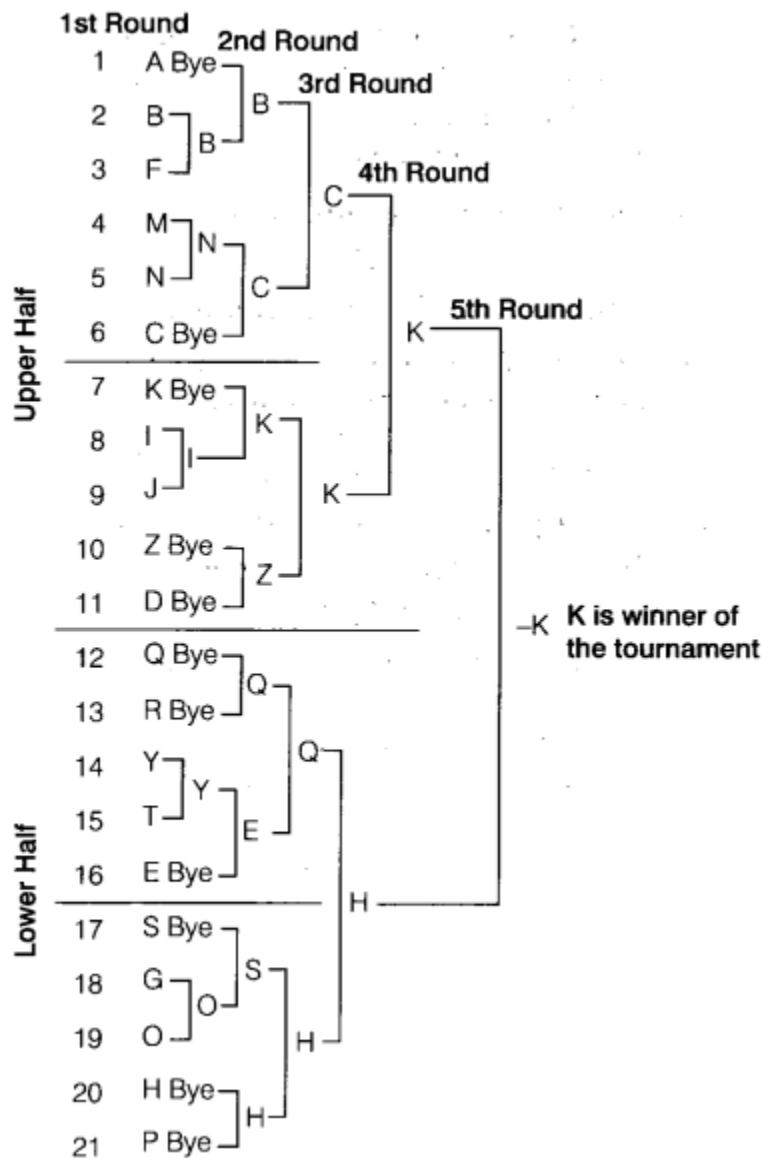 1st Round
2nd Round
1 A Bye
3rd Round
B
2 B
B
3 F
4th Round
C
4 M
N
5 N
C
6 C Bye
5th Round
K
Upper Half
7 K Bye
K
8 I
I
9 J
K
10 Z Bye
Z
11 D Bye
–K K is winner of
the tournament
12 Q Bye
Q
13 R Bye
Q
14 Y
Y
15 T
E
16 E Bye
H
Lower Half
17 S Bye
S
18 G
O
19 O
H
20 H Bye
H
21 P Bye